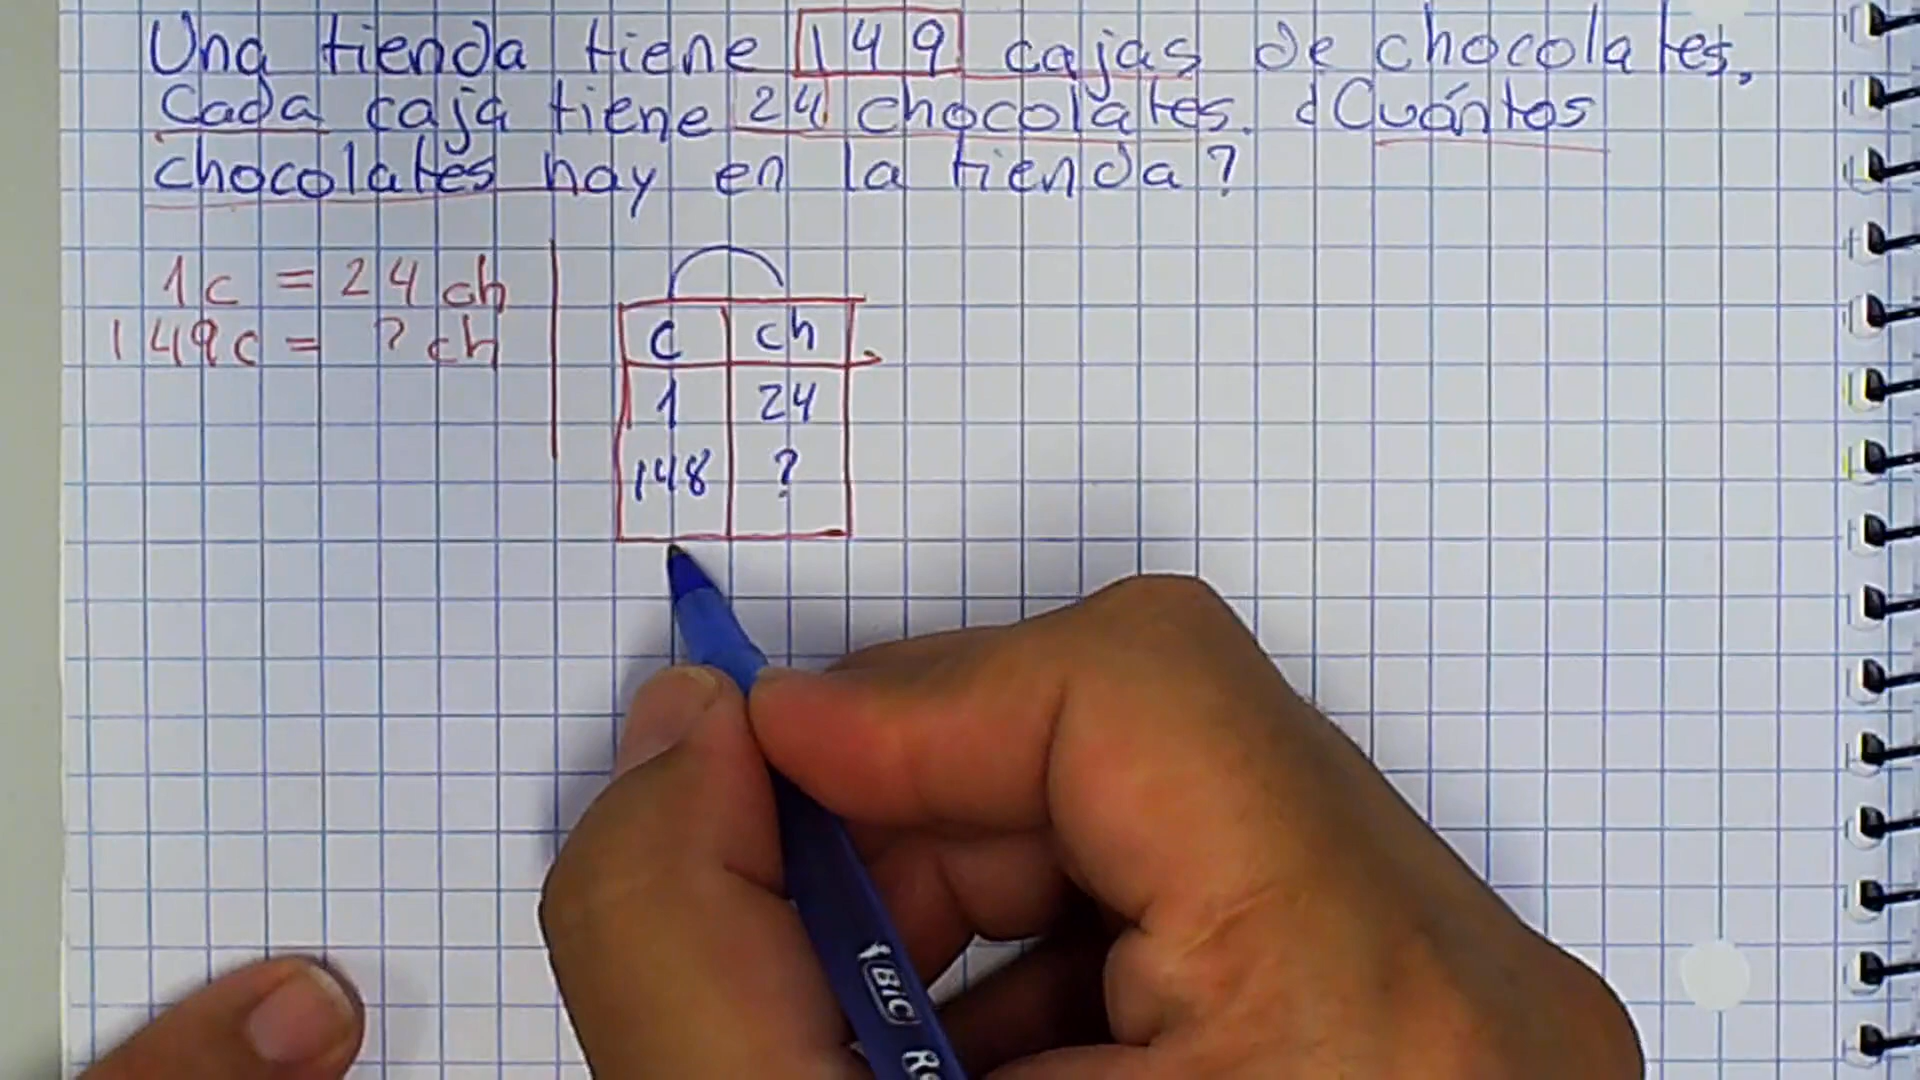 Una tienda tiene 149 cajas de chocolates.
Cada caja tiene 24 chocolates. ¿Cuántos
chocolates hay en la tienda?
1c = 24 ch
149c = ? ch
c ch
1 24
148 ?
BIC